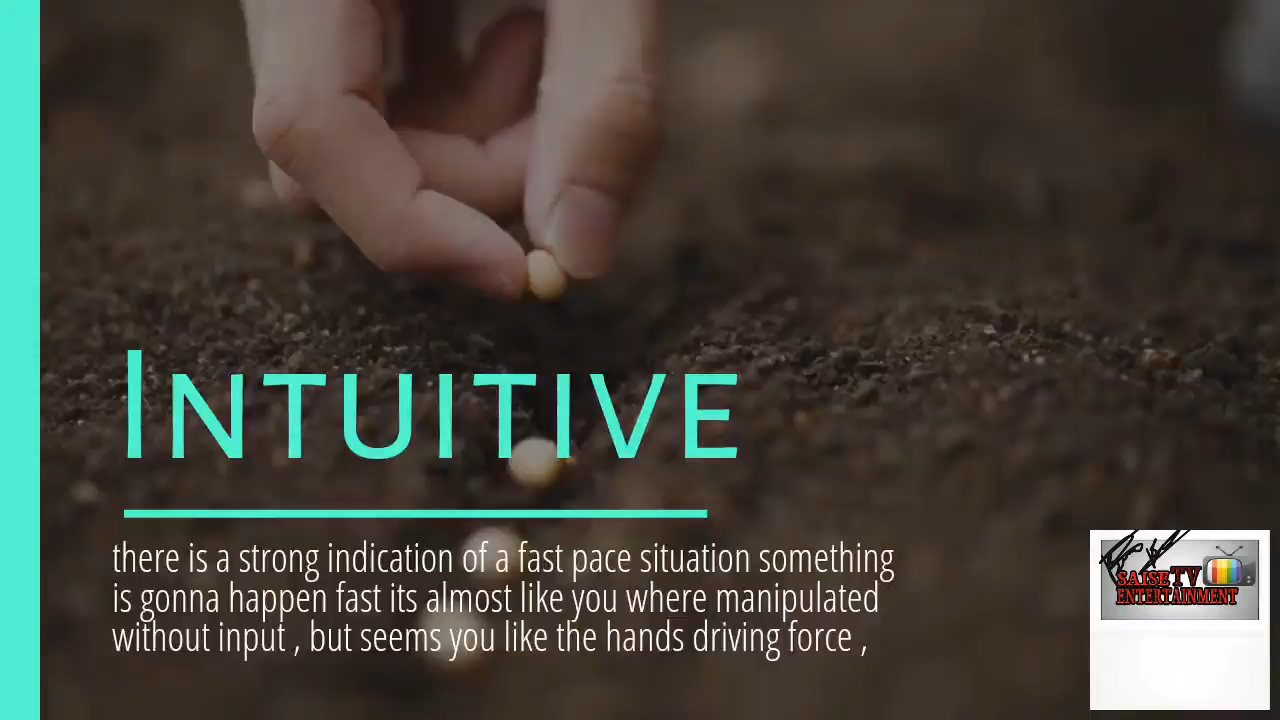 INTUITIVE
there is a strong indication of a fast pace situation something
is gonna happen fast its almost like you where manipulated
without input , but seems you like the hands driving force ,
SAISE TV
ENTERTAINMENT